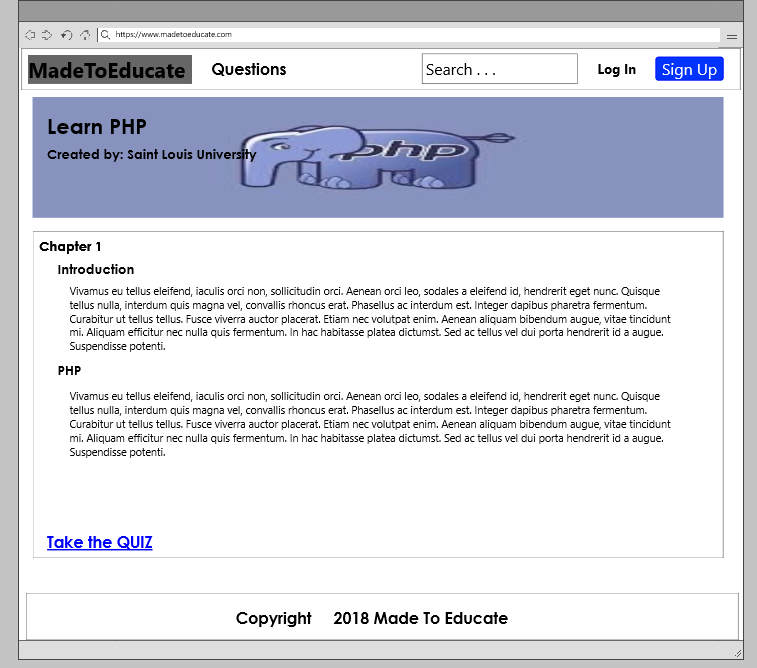 https://www.madetoeducate.com
MadeToEducate Questions Search . . . Log In Sign Up
Learn PHP
Created by: Saint Louis University
php
Chapter 1
Introduction
Vivamus eu tellus eleifend, iaculis orci non, sollicitudin orci. Aenean orci leo, sodales a eleifend id, hendrerit eget nunc. Quisque
tellus nulla, interdum quis magna vel, convallis rhoncus erat. Phasellus ac interdum est. Integer dapibus pharetra fermentum.
Curabitur ut tellus tellus. Fusce viverra auctor placerat. Etiam nec volutpat enim. Aenean aliquam bibendum augue, vitae tincidunt
mi. Aliquam efficitur nec nulla quis fermentum. In hac habitasse platea dictumst. Sed ac tellus vel dui porta hendrerit id a augue.
Suspendisse potenti.
PHP
Vivamus eu tellus eleifend, iaculis orci non, sollicitudin orci. Aenean orci leo, sodales a eleifend id, hendrerit eget nunc. Quisque
tellus nulla, interdum quis magna vel, convallis rhoncus erat. Phasellus ac interdum est. Integer dapibus pharetra fermentum.
Curabitur ut tellus tellus. Fusce viverra auctor placerat. Etiam nec volutpat enim. Aenean aliquam bibendum augue, vitae tincidunt
mi. Aliquam efficitur nec nulla quis fermentum. In hac habitasse platea dictumst. Sed ac tellus vel dui porta hendrerit id a augue.
Suspendisse potenti.
Take the QUIZ
Copyright 2018 Made To Educate